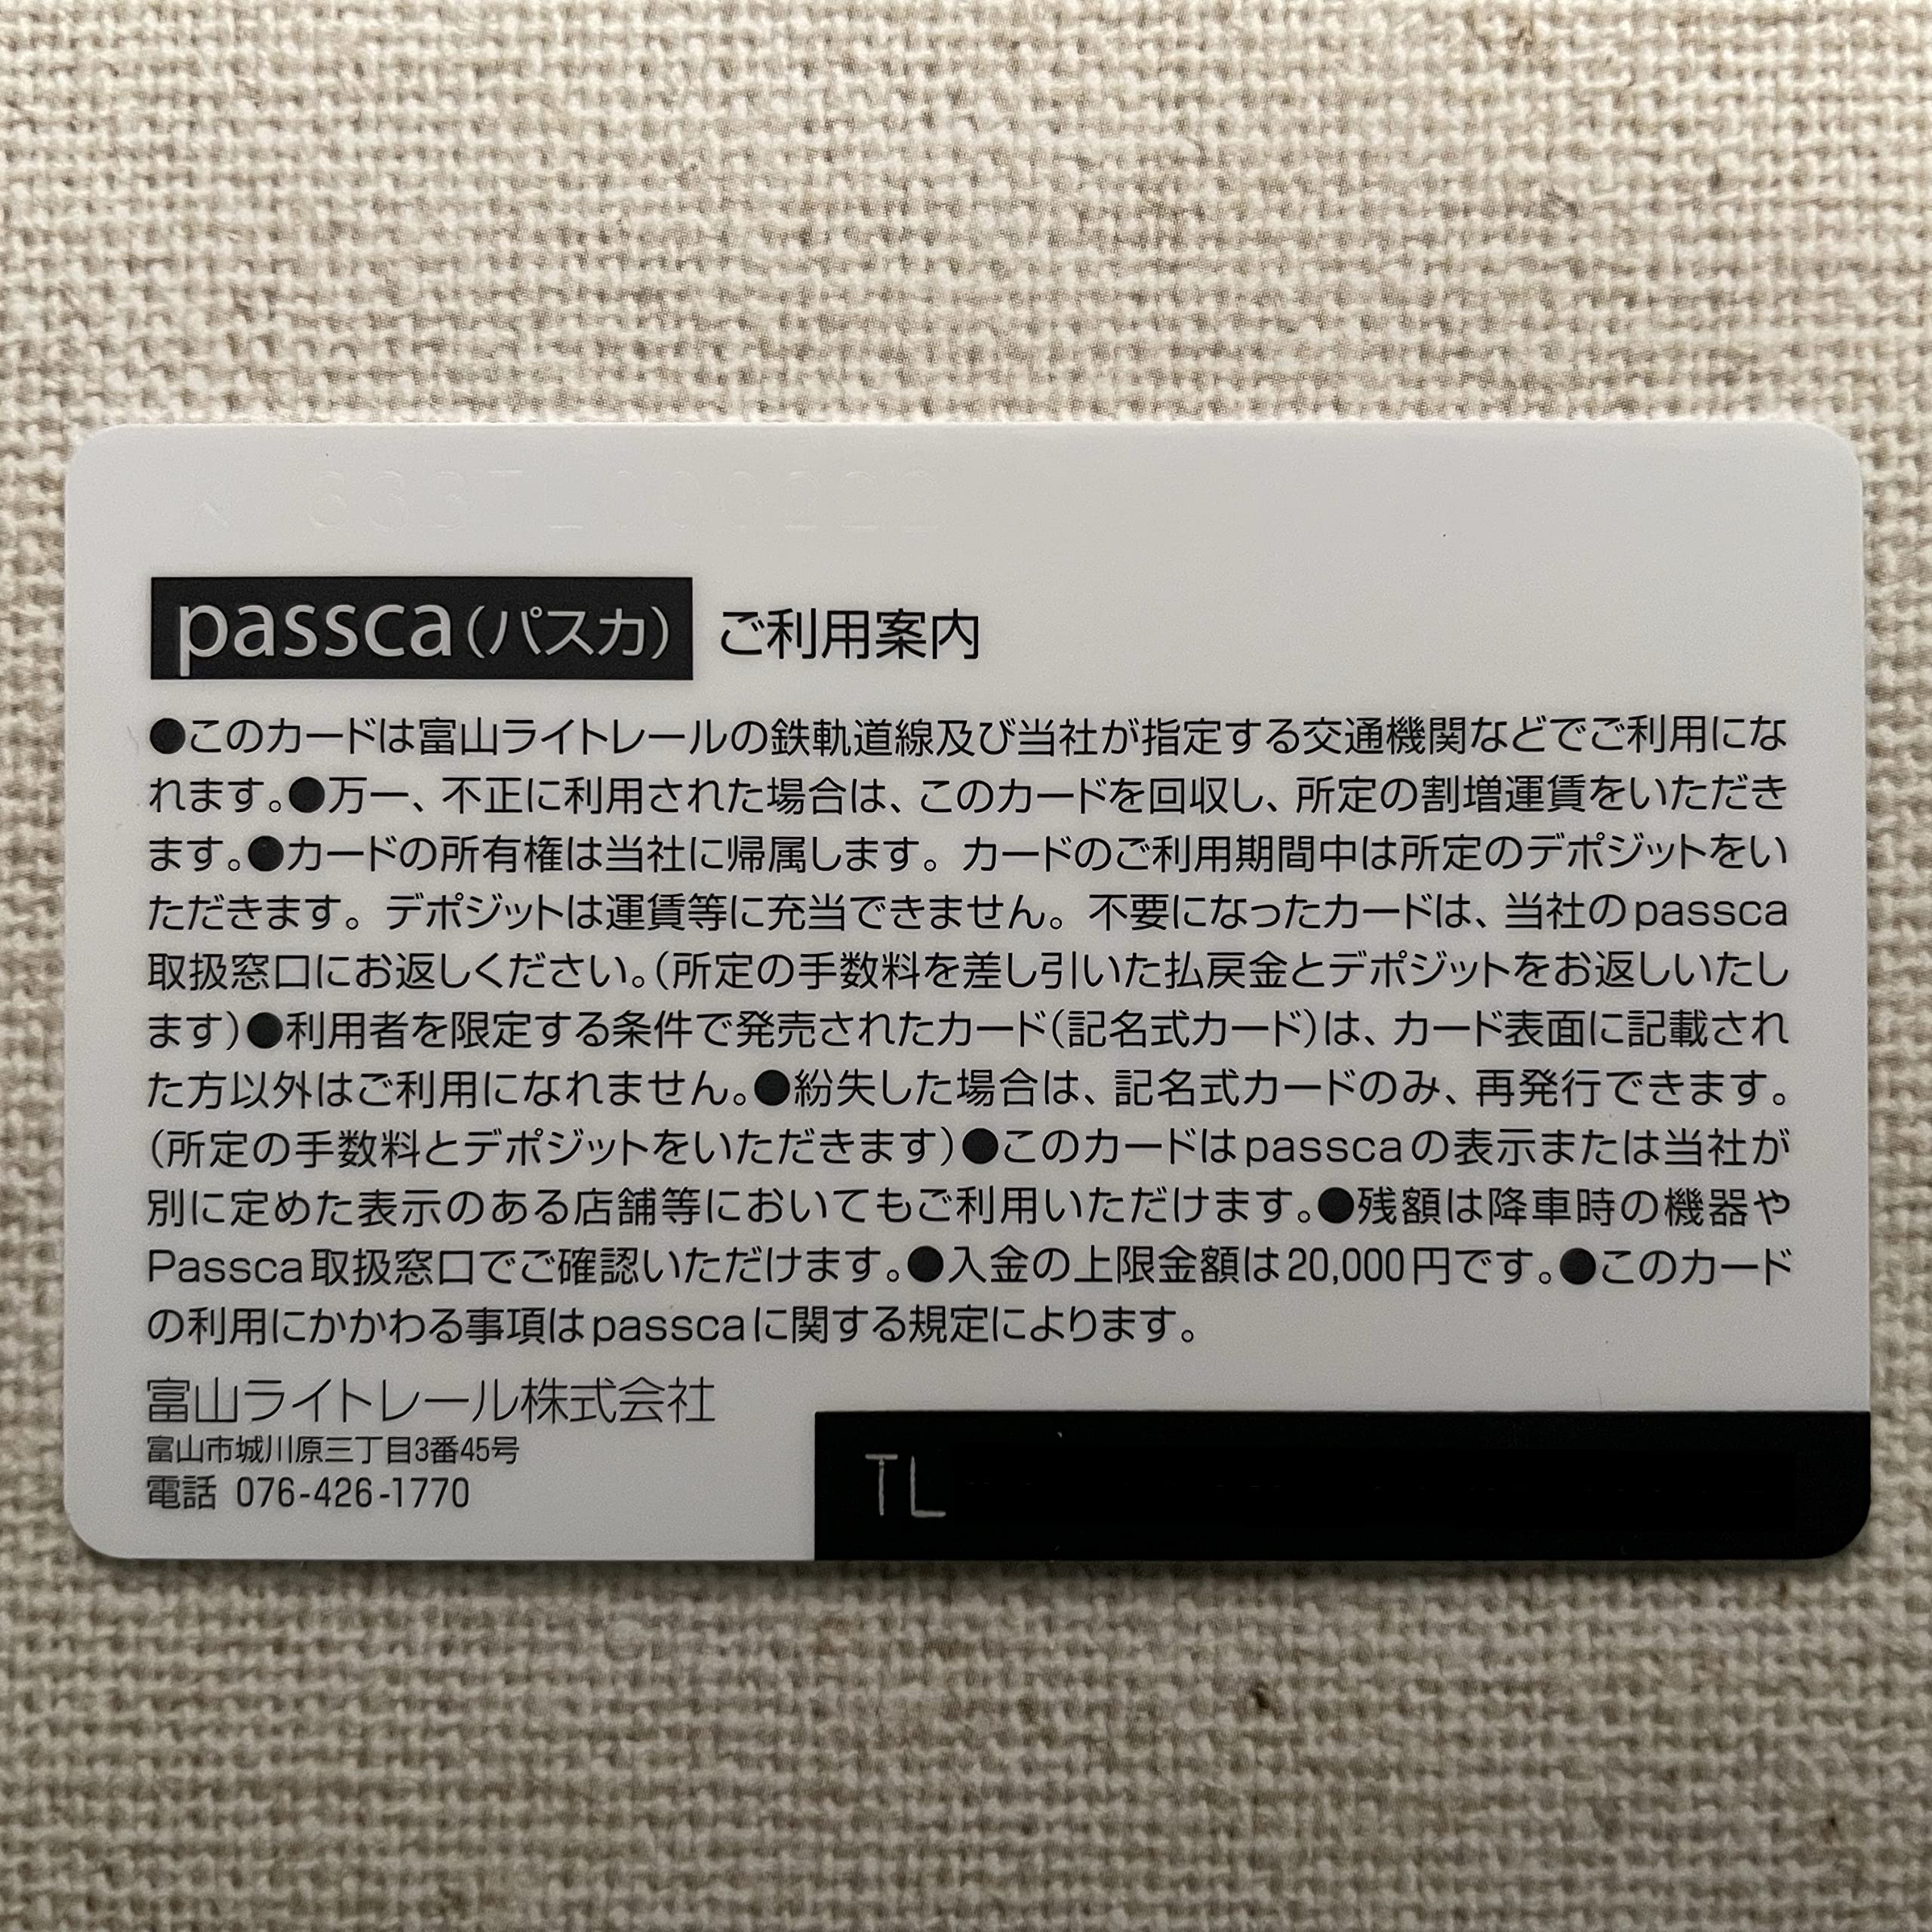 passca（パスカ） ご利用案内
●このカードは富山ライトレールの鉄軌道線及び当社が指定する交通機関などでご利用にな
れます。●万一、不正に利用された場合は、このカードを回収し、所定の割増運賃をいただき
ます。●カードの所有権は当社に帰属します。カードのご利用期間中は所定のデポジットをい
ただきます。デポジットは運賃等に充当できません。不要になったカードは、当社のpassca
取扱窓口にお返しください。（所定の手数料を差し引いた払戻金とデポジットをお返しいたし
ます）●利用者を限定する条件で発売されたカード（記名式カード）は、カード表面に記載され
た方以外はご利用になれません。●紛失した場合は、記名式カードのみ、再発行できます。
（所定の手数料とデポジットをいただきます）●このカードはpasscaの表示または当社が
別に定めた表示のある店舗等においてもご利用いただけます。●残額は降車時の機器や
Passca取扱窓口でご確認いただけます。●入金の上限金額は20,000円です。●このカード
の利用にかかわる事項はpasscaに関する規定によります。
富山ライトレール株式会社
富山市城川原三丁目3番45号
電話 076-426-1770
TL